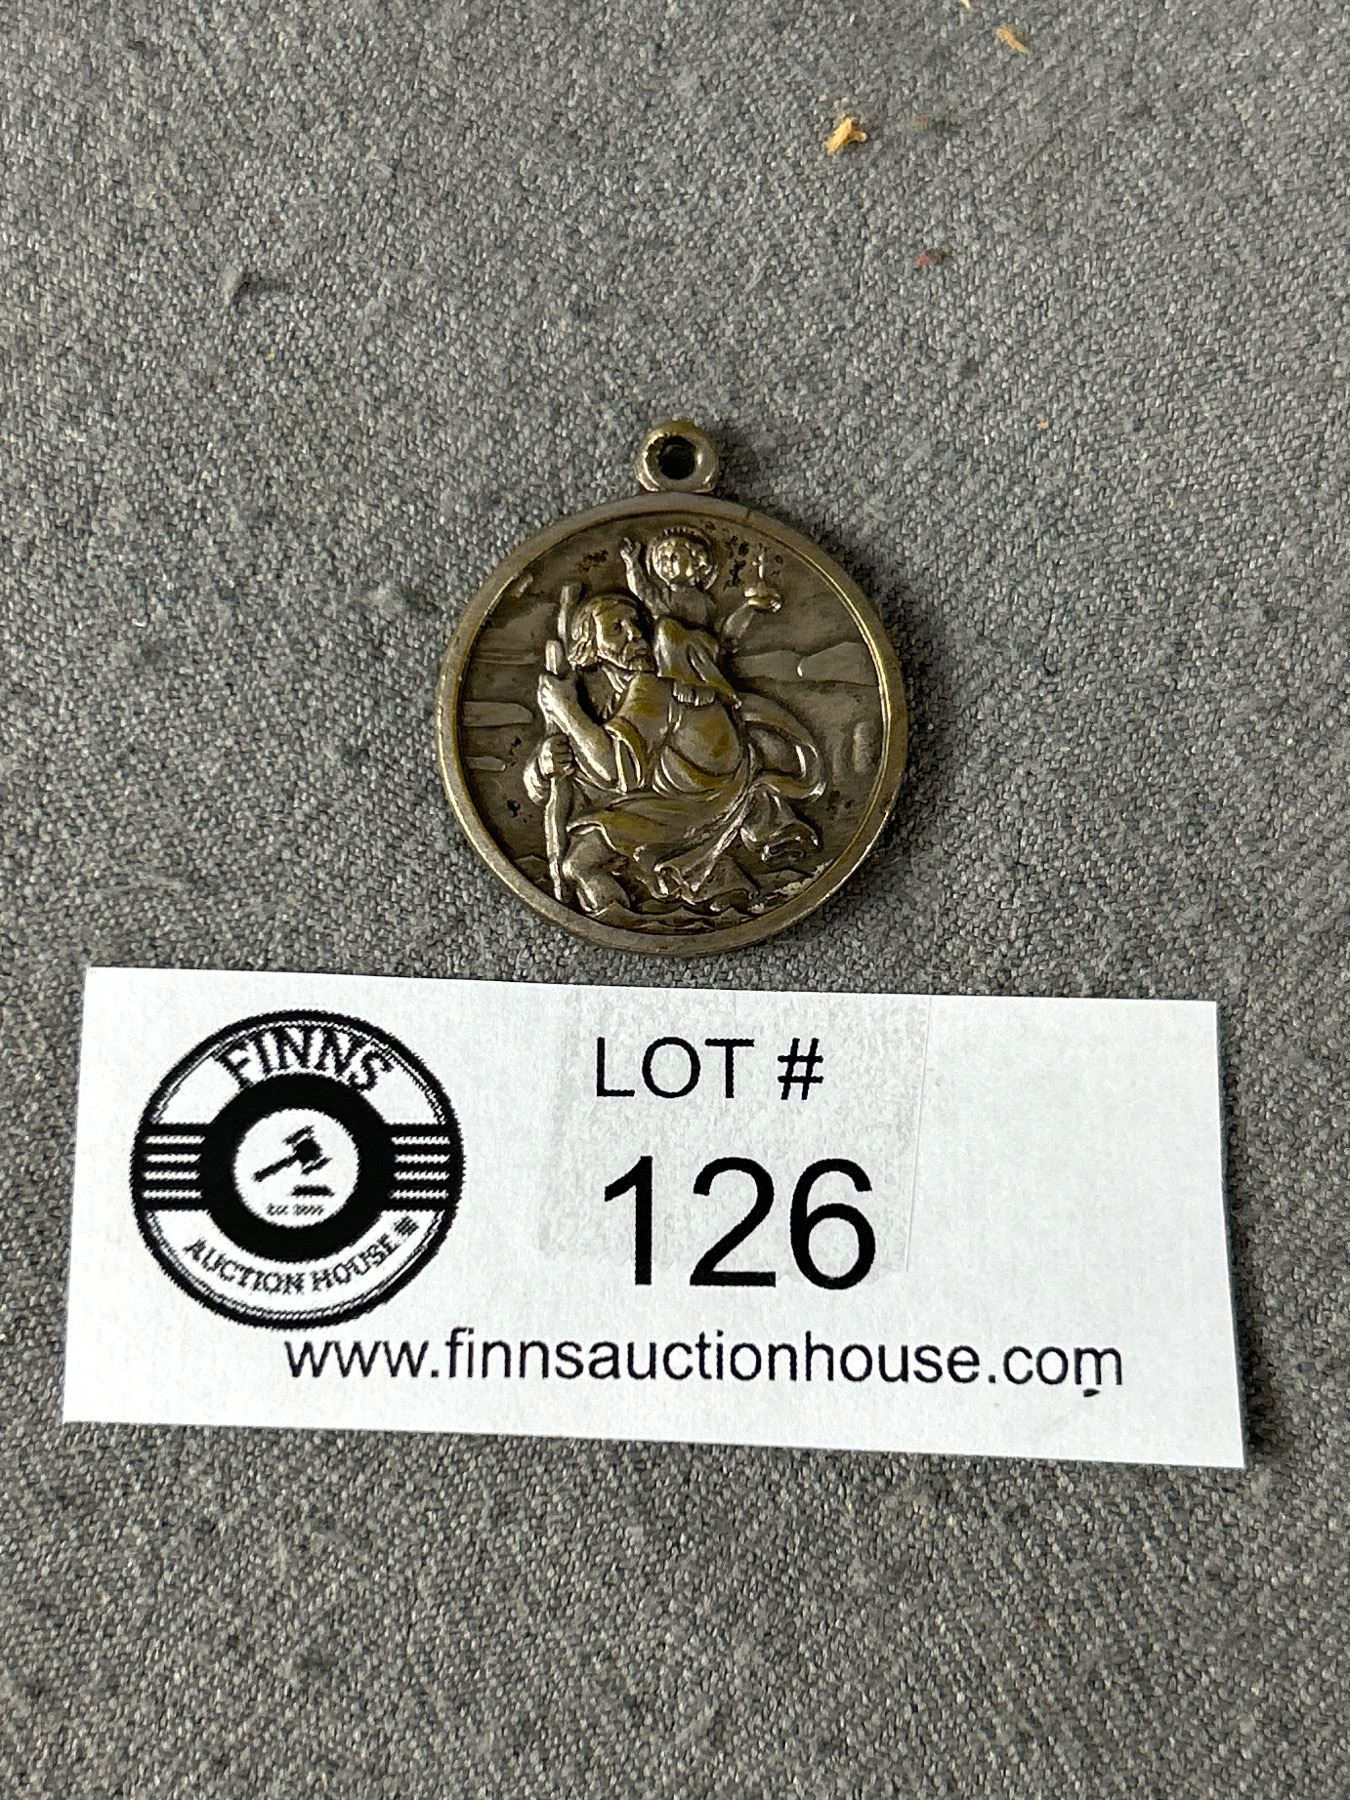 FINNS
AUCTION HOUSE
LOT #
126
www.finnsauctionhouse.com